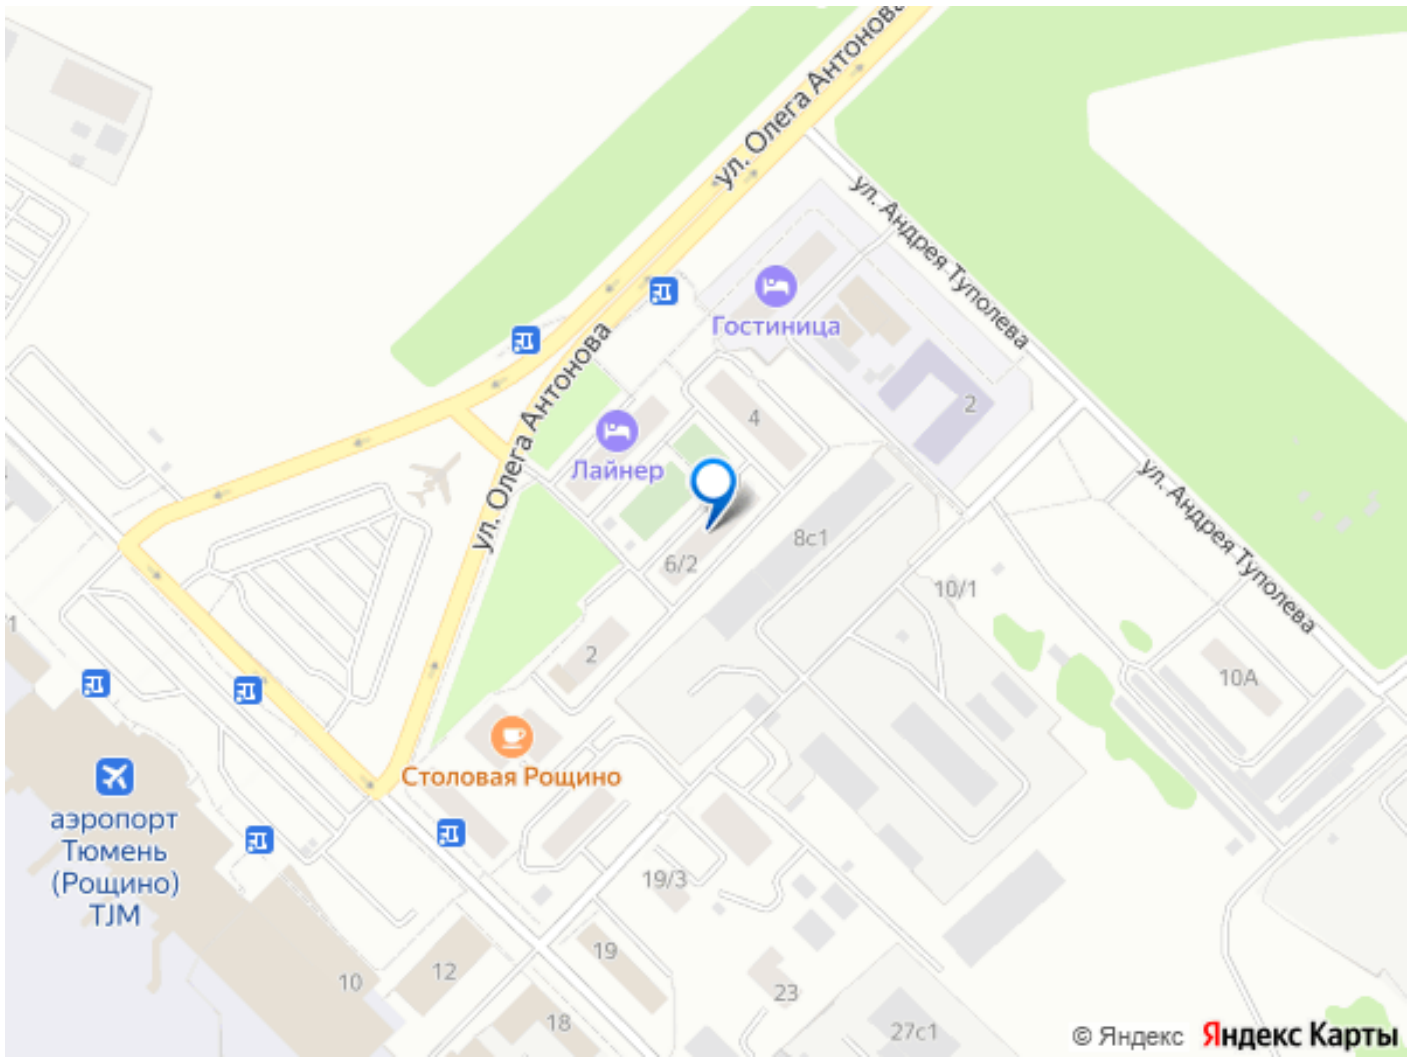 ул. Олега Антонова
ул. Андрея Туполева
Гостиница
ул. Олега Антонова
2
4
Лайнер
ул. Андрея Туполева
8с1
6/2
10/1
/1
2
10А
Столовая Рощино
аэропорт
Тюмень
(Рощино)
TJM
19/3
19
12
10
23
18
27с1
© Яндекс Яндекс Карты